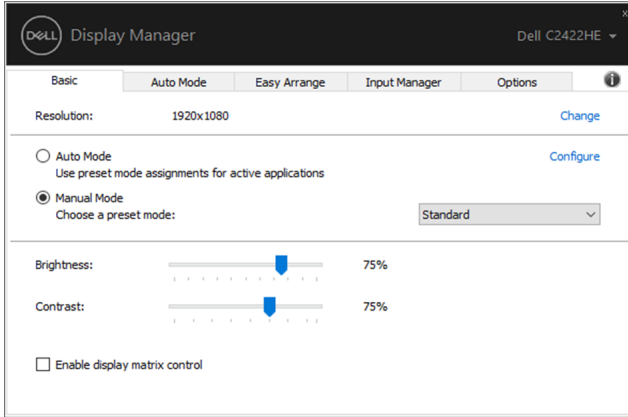 DELL Display Manager Dell C2422HE
Basic Auto Mode Easy Arrange Input Manager Options
Resolution: 1920x1080 Change
Auto Mode Configure
Use preset mode assignments for active applications
Manual Mode
Choose a preset mode: Standard
Brightness: 75%
Contrast: 75%
Enable display matrix control